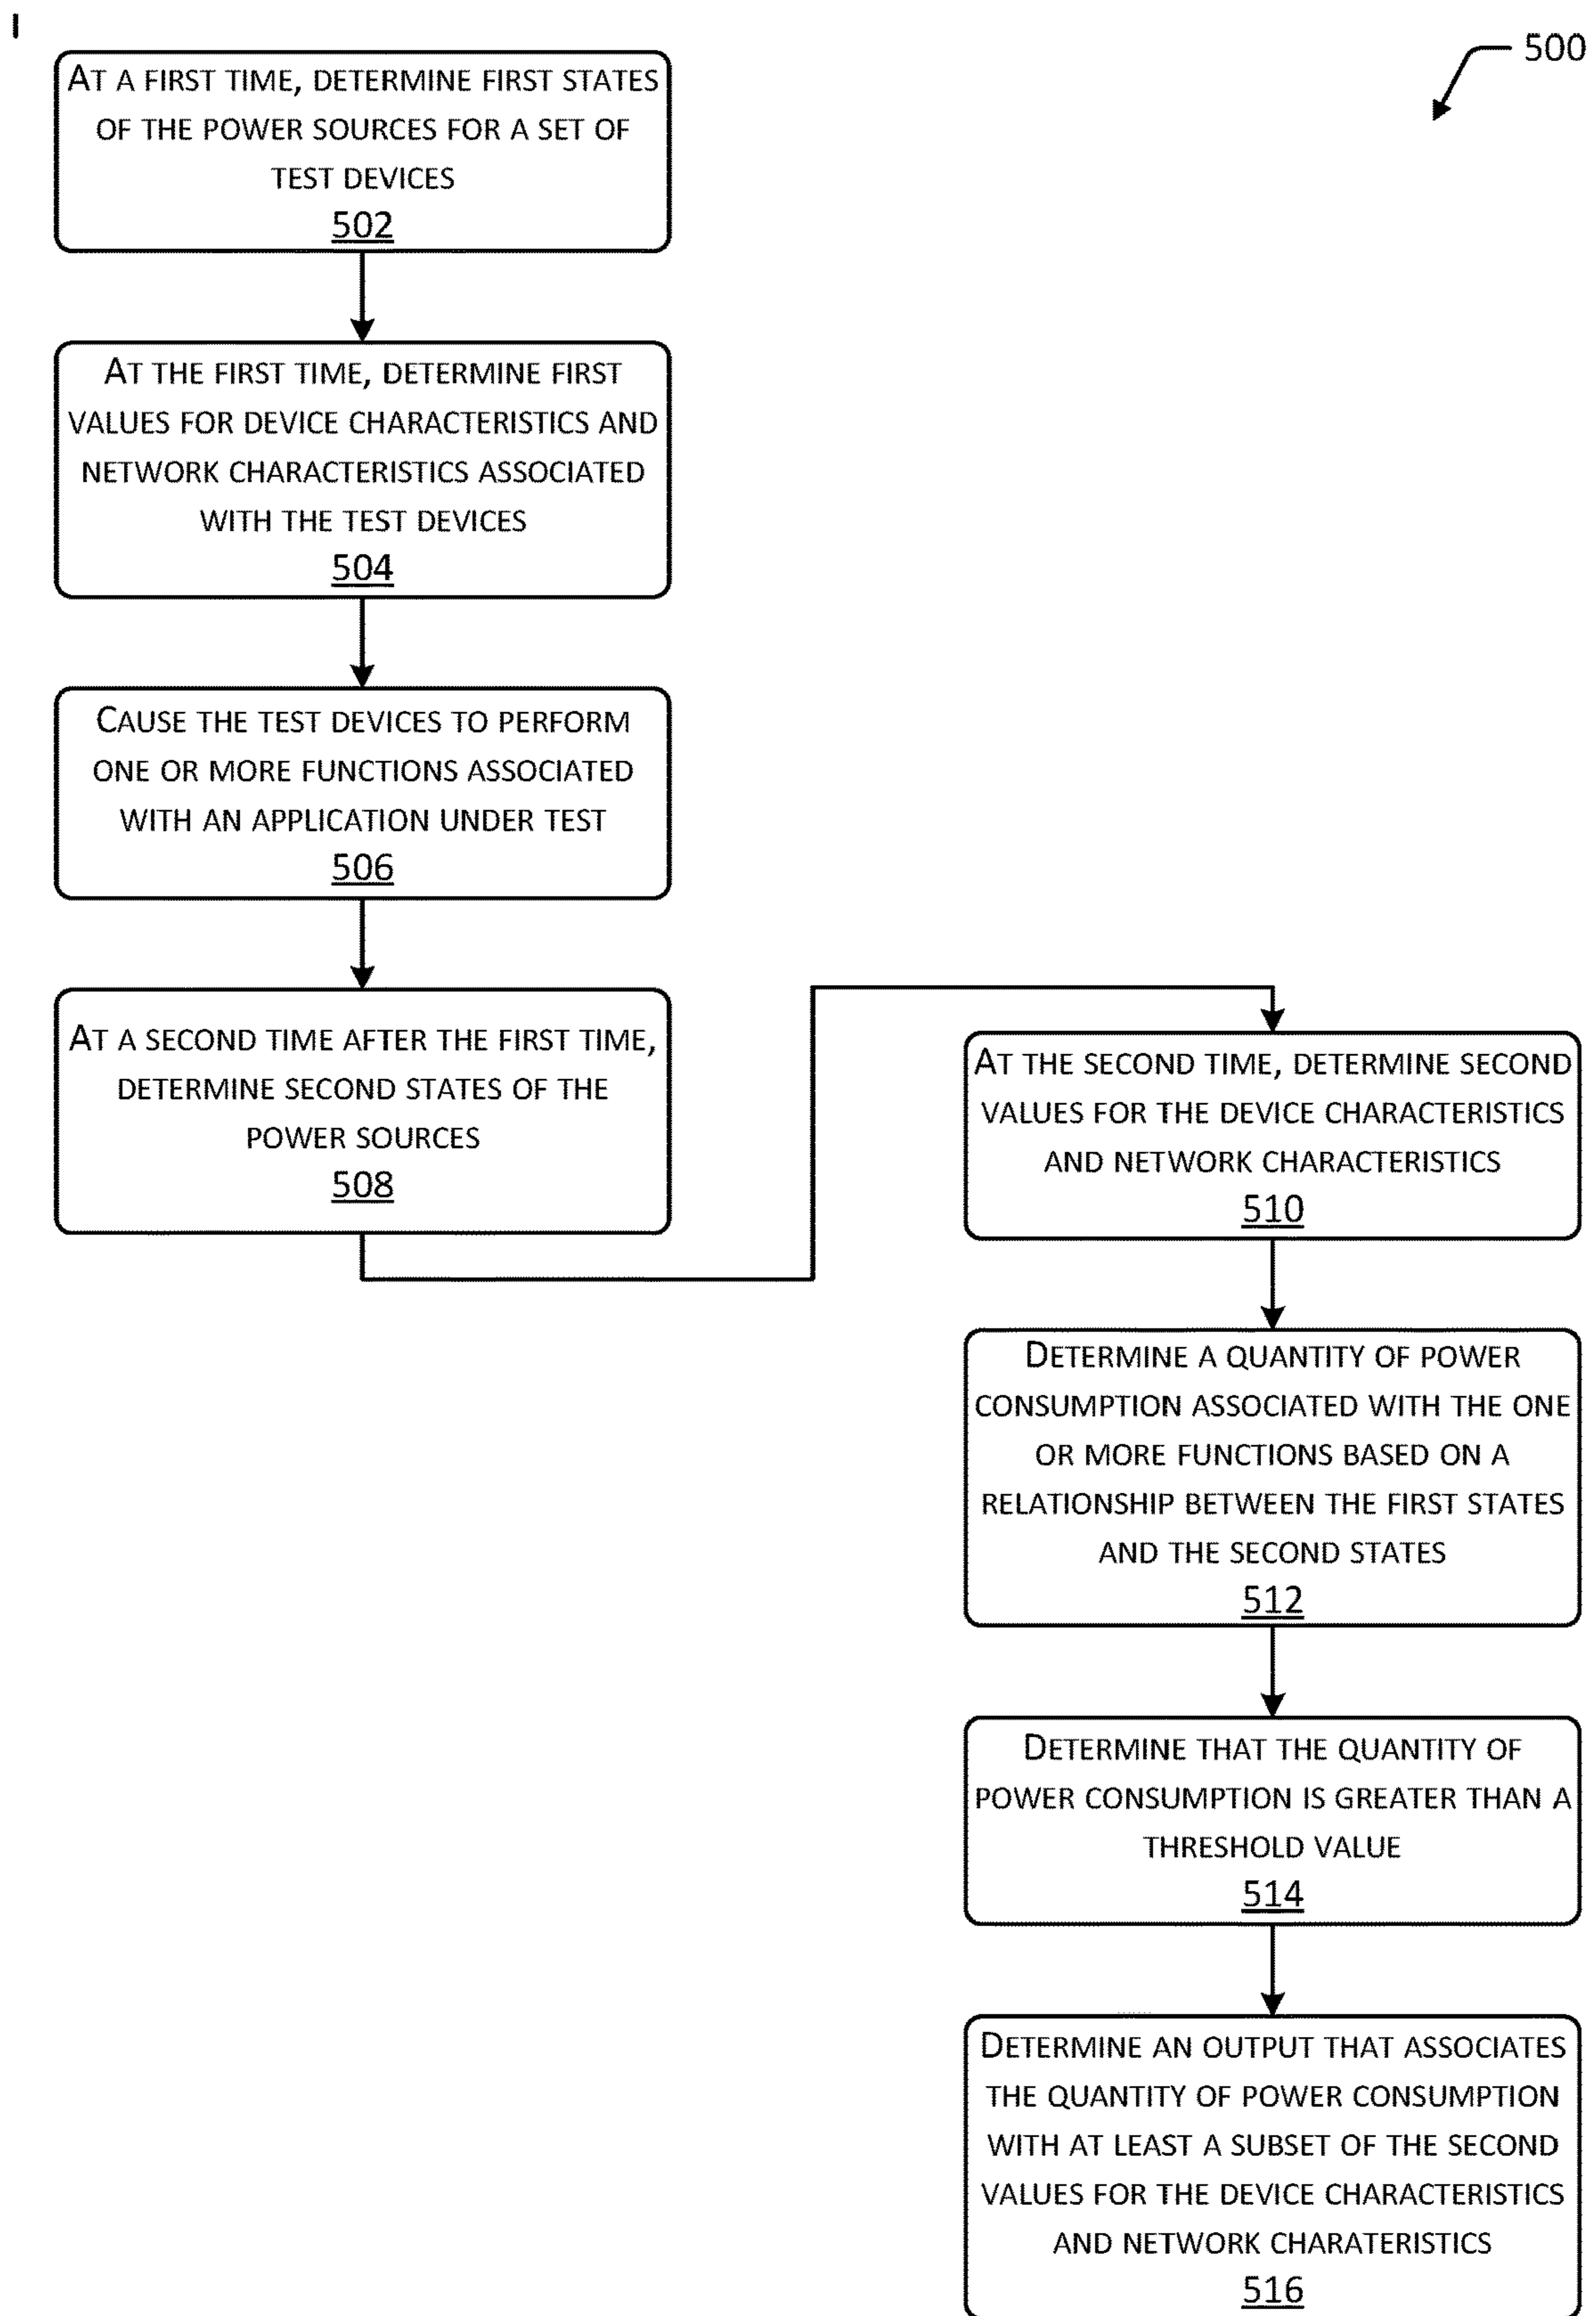 500
AT A FIRST TIME, DETERMINE FIRST STATES
OF THE POWER SOURCES FOR A SET OF
TEST DEVICES
502
AT THE FIRST TIME, DETERMINE FIRST
VALUES FOR DEVICE CHARACTERISTICS AND
NETWORK CHARACTERISTICS ASSOCIATED
WITH THE TEST DEVICES
504
CAUSE THE TEST DEVICES TO PERFORM
ONE OR MORE FUNCTIONS ASSOCIATED
WITH AN APPLICATION UNDER TEST
506
AT A SECOND TIME AFTER THE FIRST TIME,
DETERMINE SECOND STATES OF THE
POWER SOURCES
508
AT THE SECOND TIME, DETERMINE SECOND
VALUES FOR THE DEVICE CHARACTERISTICS
AND NETWORK CHARACTERISTICS
510
DETERMINE A QUANTITY OF POWER
CONSUMPTION ASSOCIATED WITH THE ONE
OR MORE FUNCTIONS BASED ON A
RELATIONSHIP BETWEEN THE FIRST STATES
AND THE SECOND STATES
512
DETERMINE THAT THE QUANTITY OF
POWER CONSUMPTION IS GREATER THAN A
THRESHOLD VALUE
514
DETERMINE AN OUTPUT THAT ASSOCIATES
THE QUANTITY OF POWER CONSUMPTION
WITH AT LEAST A SUBSET OF THE SECOND
VALUES FOR THE DEVICE CHARACTERISTICS
AND NETWORK CHARATERISTICS
516